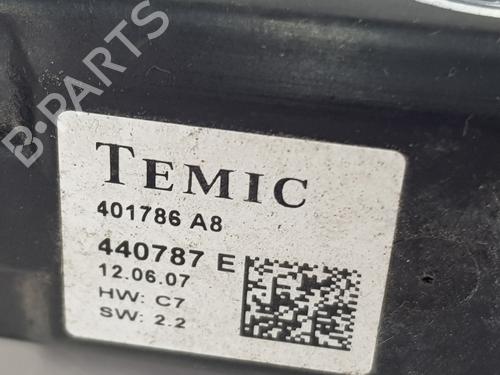 B-PARTS
TEMIC
401786 A8
440787 E
12.06.07
HW: C7
SW: 2.2